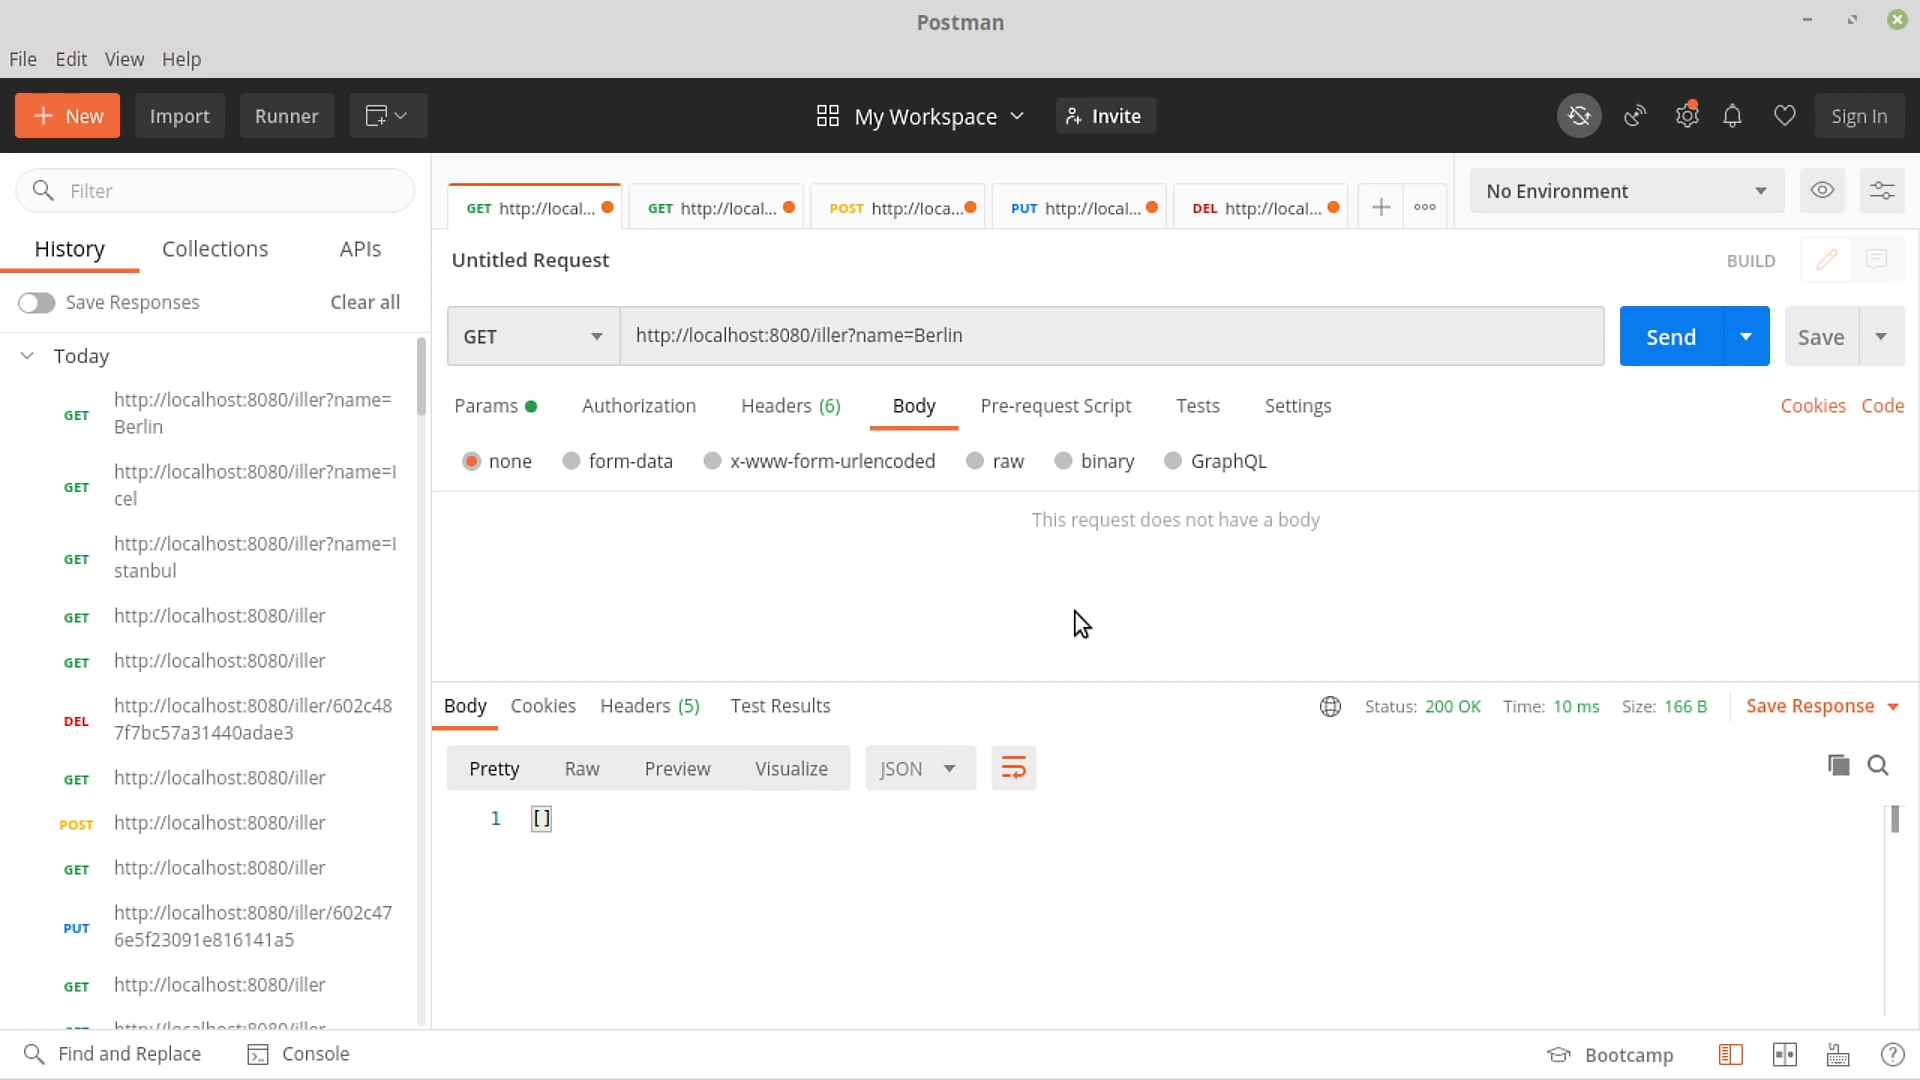 Postman
File Edit View Help
New Import Runner My Workspace Invite Sign In
Filter
History Collections APIs
Save Responses Clear all
Today
GET http://localhost:8080/iller?name=
Berlin
GET http://localhost:8080/iller?name=I
cel
GET http://localhost:8080/iller?name=I
stanbul
GET http://localhost:8080/iller
GET http://localhost:8080/iller
DEL http://localhost:8080/iller/602c48
7f7bc57a31440adae3
GET http://localhost:8080/iller
POST http://localhost:8080/iller
GET http://localhost:8080/iller
PUT http://localhost:8080/iller/602c47
6e5f23091e816141a5
GET http://localhost:8080/iller
GET http://localhost:8080/iller
GET http://local... GET http://local... POST http://loca... PUT http://local... DEL http://local... No Environment
Untitled Request BUILD
GET http://localhost:8080/iller?name=Berlin Send Save
Params Authorization Headers (6) Body Pre-request Script Tests Settings Cookies Code
none form-data x-www-form-urlencoded raw binary GraphQL
This request does not have a body
Body Cookies Headers (5) Test Results Status: 200 OK Time: 10 ms Size: 166 B Save Response
Pretty Raw Preview Visualize JSON
1 []
Find and Replace Console Bootcamp